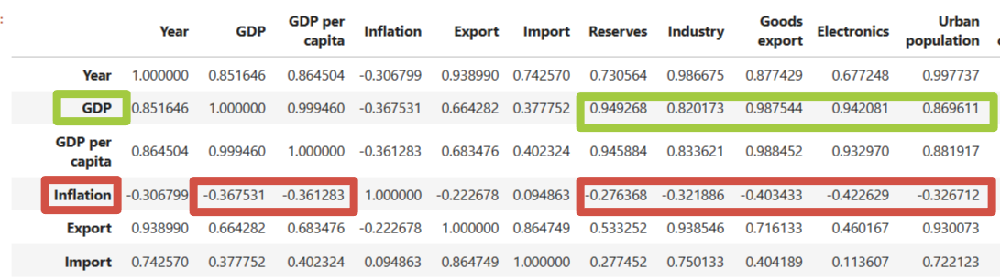 :
Year GDP GDP per capita Inflation Export Import Reserves Industry Goods export Electronics Urban population
Year 1.000000 0.851646 0.864504 -0.306799 0.938990 0.742570 0.730564 0.986675 0.877429 0.677248 0.997737
GDP 0.851646 1.000000 0.999460 -0.367531 0.664282 0.377752 0.949268 0.820173 0.987544 0.942081 0.869611
GDP per capita 0.864504 0.999460 1.000000 -0.361283 0.683476 0.402324 0.945884 0.833621 0.988452 0.932970 0.881917
Inflation -0.306799 -0.367531 -0.361283 1.000000 -0.222678 0.094863 -0.276368 -0.321886 -0.403433 -0.422629 -0.326712
Export 0.938990 0.664282 0.683476 -0.222678 1.000000 0.864749 0.533252 0.938546 0.716133 0.460167 0.930073
Import 0.742570 0.377752 0.402324 0.094863 0.864749 1.000000 0.277452 0.750133 0.404189 0.113607 0.722123